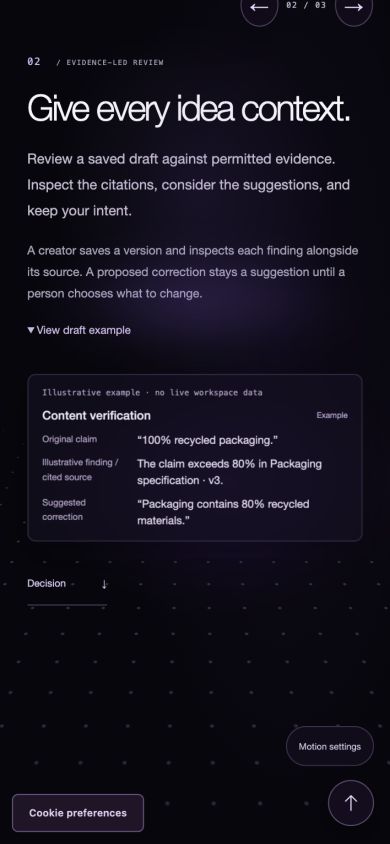 ← 02 / 03 →
02 / EVIDENCE-LED REVIEW
Give every idea context.
Review a saved draft against permitted evidence.
Inspect the citations, consider the suggestions, and
keep your intent.
A creator saves a version and inspects each finding alongside
its source. A proposed correction stays a suggestion until a
person chooses what to change.
▼View draft example
Illustrative example · no live workspace data
Content verification
Example
Original claim
“100% recycled packaging.”
Illustrative finding /
cited source
The claim exceeds 80% in Packaging
specification · v3.
Suggested
correction
“Packaging contains 80% recycled
materials.”
Decision ↓
Motion settings
↑
Cookie preferences